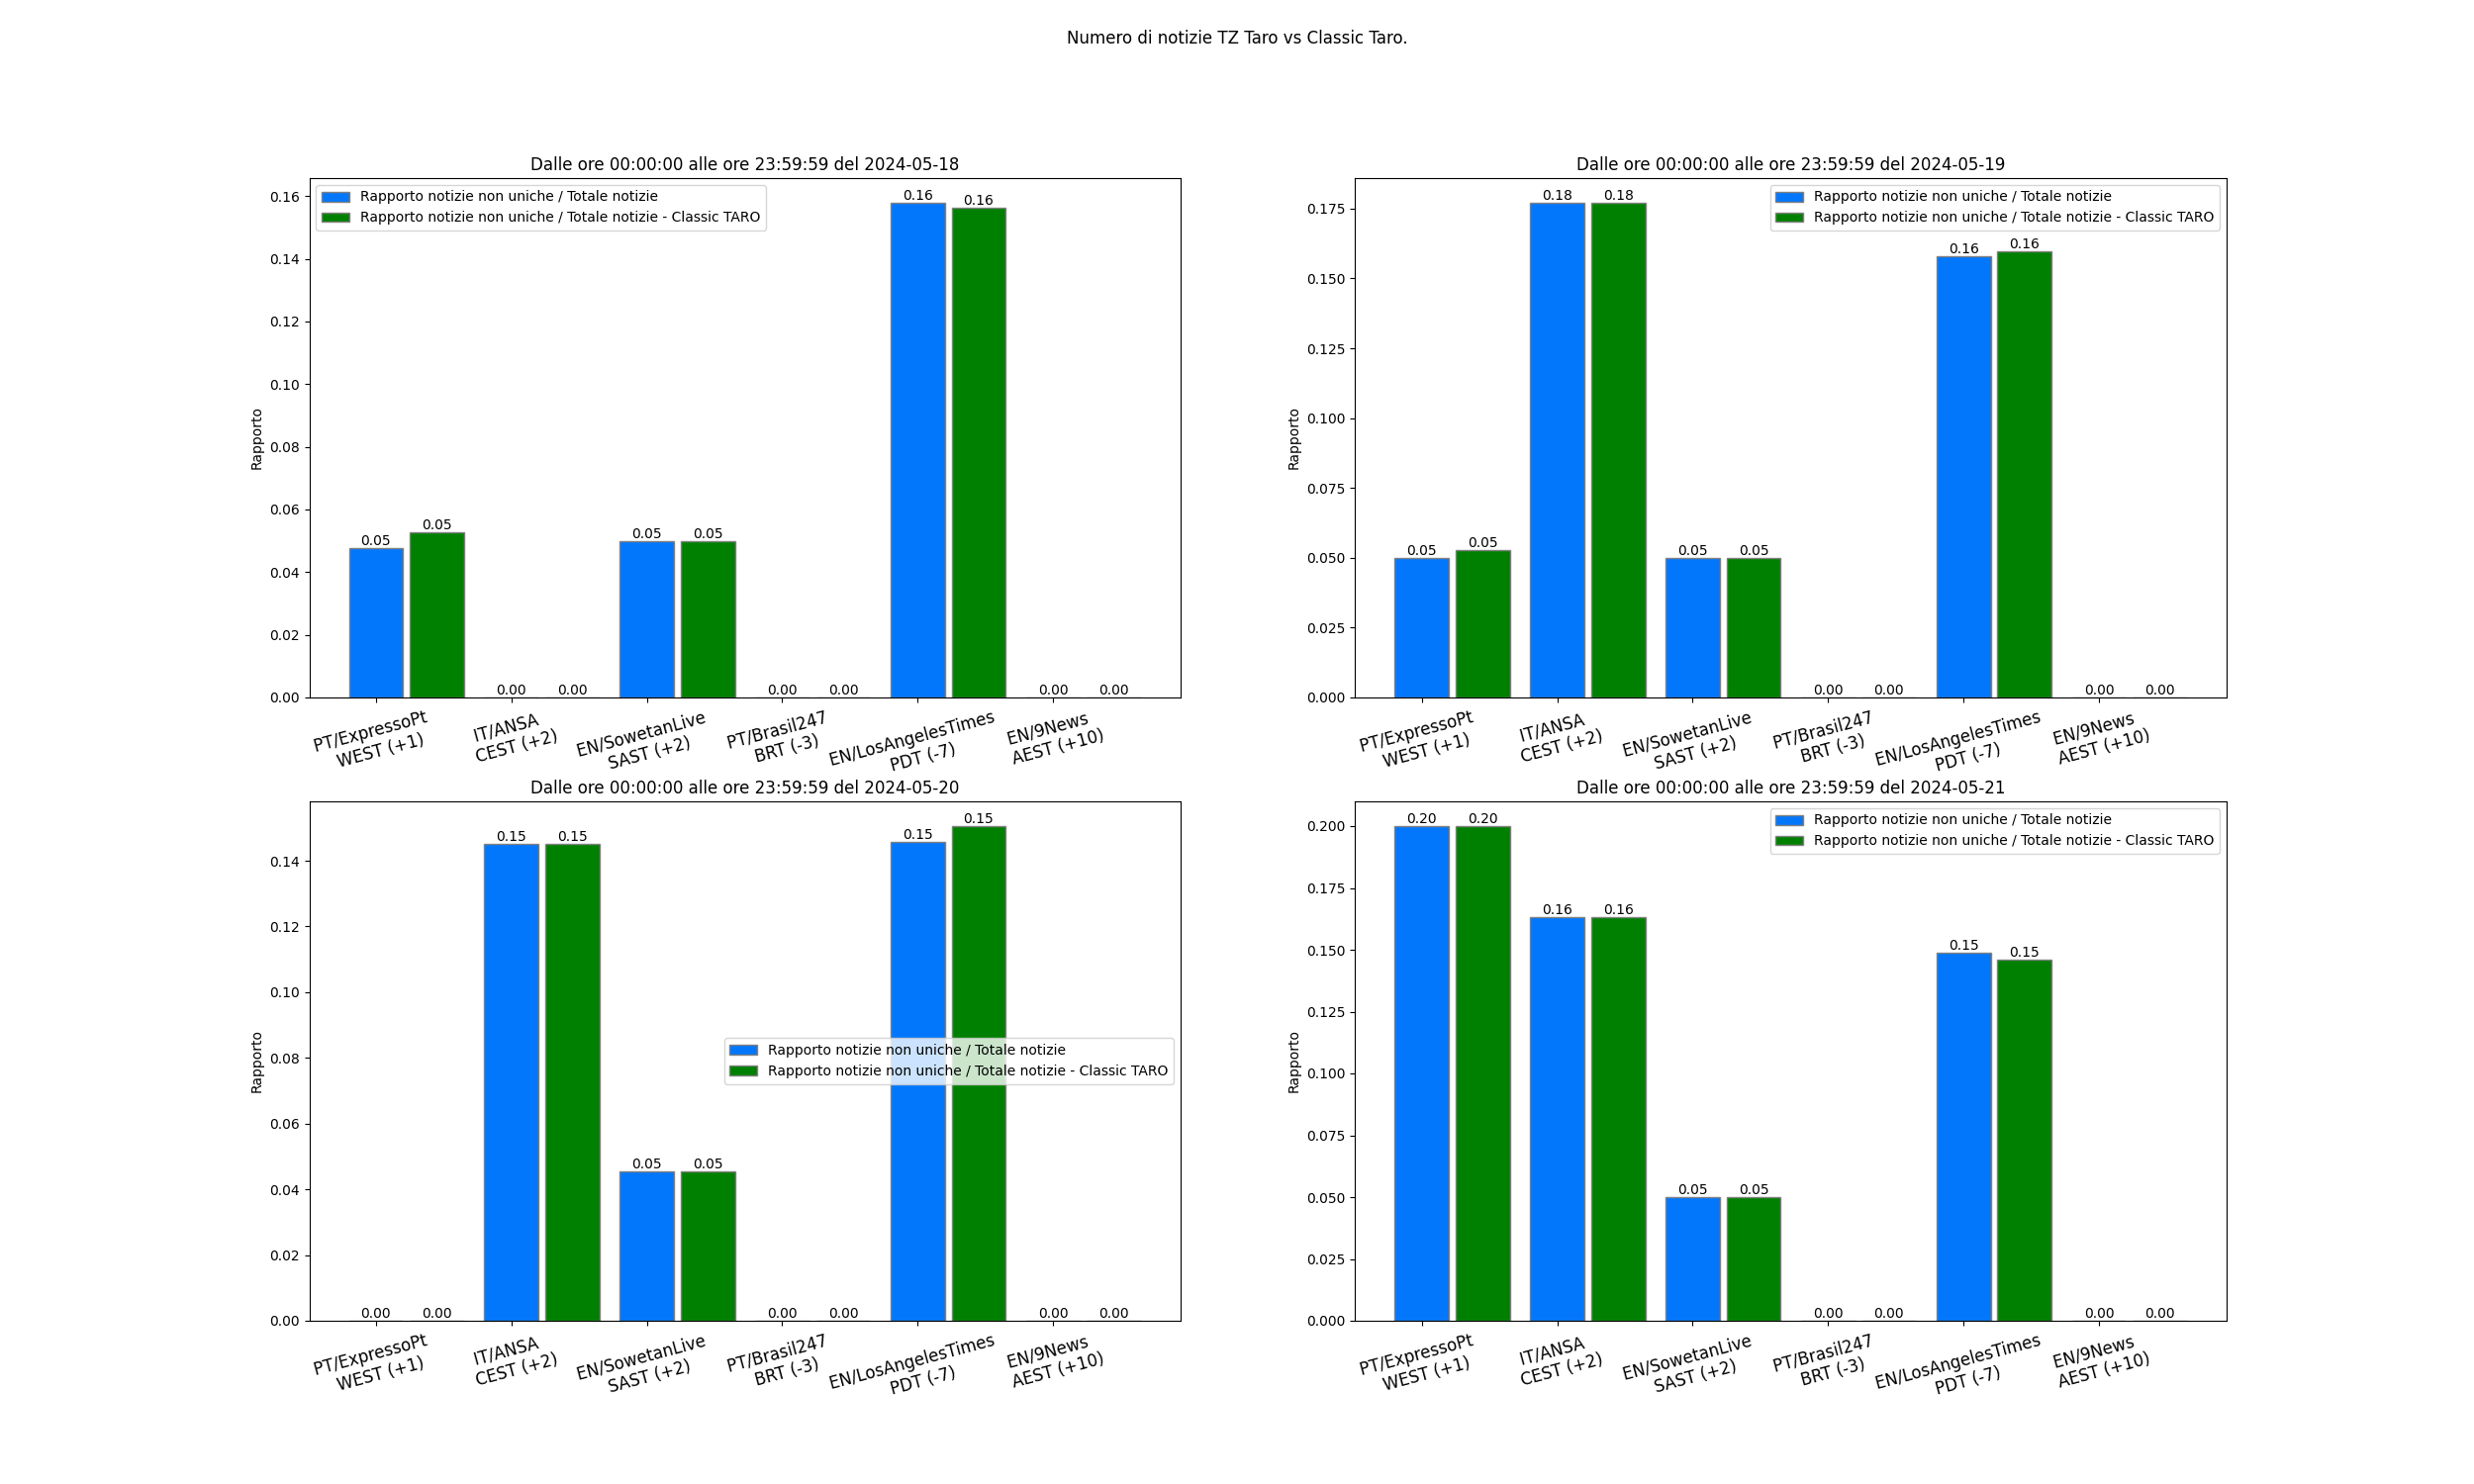 Numero di notizie TZ Taro vs Classic Taro.
Dalle ore 00:00:00 alle ore 23:59:59 del 2024-05-18
Rapporto notizie non uniche / Totale notizie
Rapporto notizie non uniche / Totale notizie - Classic TARO
Rapporto
0.16
0.14
0.12
0.10
0.08
0.06
0.04
0.02
0.00
0.05
0.05
0.00
0.00
0.05
0.05
0.00
0.00
0.16
0.16
0.00
0.00
PT/ExpressoPt
WEST (+1)
IT/ANSA
CEST (+2)
EN/SowetanLive
SAST (+2)
PT/Brasil247
BRT (-3)
EN/LosAngelesTimes
PDT (-7)
EN/9News
AEST (+10)
Dalle ore 00:00:00 alle ore 23:59:59 del 2024-05-19
Rapporto notizie non uniche / Totale notizie
Rapporto notizie non uniche / Totale notizie - Classic TARO
Rapporto
0.175
0.150
0.125
0.100
0.075
0.050
0.025
0.000
0.05
0.05
0.18
0.18
0.05
0.05
0.00
0.00
0.16
0.16
0.00
0.00
PT/ExpressoPt
WEST (+1)
IT/ANSA
CEST (+2)
EN/SowetanLive
SAST (+2)
PT/Brasil247
BRT (-3)
EN/LosAngelesTimes
PDT (-7)
EN/9News
AEST (+10)
Dalle ore 00:00:00 alle ore 23:59:59 del 2024-05-20
Rapporto notizie non uniche / Totale notizie
Rapporto notizie non uniche / Totale notizie - Classic TARO
Rapporto
0.14
0.12
0.10
0.08
0.06
0.04
0.02
0.00
0.00
0.00
0.15
0.15
0.05
0.05
0.00
0.00
0.15
0.15
0.00
0.00
PT/ExpressoPt
WEST (+1)
IT/ANSA
CEST (+2)
EN/SowetanLive
SAST (+2)
PT/Brasil247
BRT (-3)
EN/LosAngelesTimes
PDT (-7)
EN/9News
AEST (+10)
Dalle ore 00:00:00 alle ore 23:59:59 del 2024-05-21
Rapporto notizie non uniche / Totale notizie
Rapporto notizie non uniche / Totale notizie - Classic TARO
Rapporto
0.200
0.175
0.150
0.125
0.100
0.075
0.050
0.025
0.000
0.20
0.20
0.16
0.16
0.05
0.05
0.00
0.00
0.15
0.15
0.00
0.00
PT/ExpressoPt
WEST (+1)
IT/ANSA
CEST (+2)
EN/SowetanLive
SAST (+2)
PT/Brasil247
BRT (-3)
EN/LosAngelesTimes
PDT (-7)
EN/9News
AEST (+10)